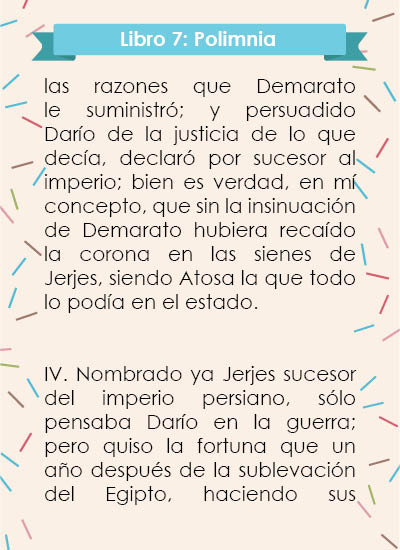 Libro 7: Polimnia
las razones que Demarato
le suministró; y persuadido
Darío de la justicia de lo que
decía, declaró por sucesor al
imperio; bien es verdad, en mí
concepto, que sin la insinuación
de Demarato hubiera recaído
la corona en las sienes de
Jerjes, siendo Atosa la que todo
lo podía en el estado.
IV. Nombrado ya Jerjes sucesor
del imperio persiano, sólo
pensaba Darío en la guerra;
pero quiso la fortuna que un
año después de la sublevación
del Egipto, haciendo sus